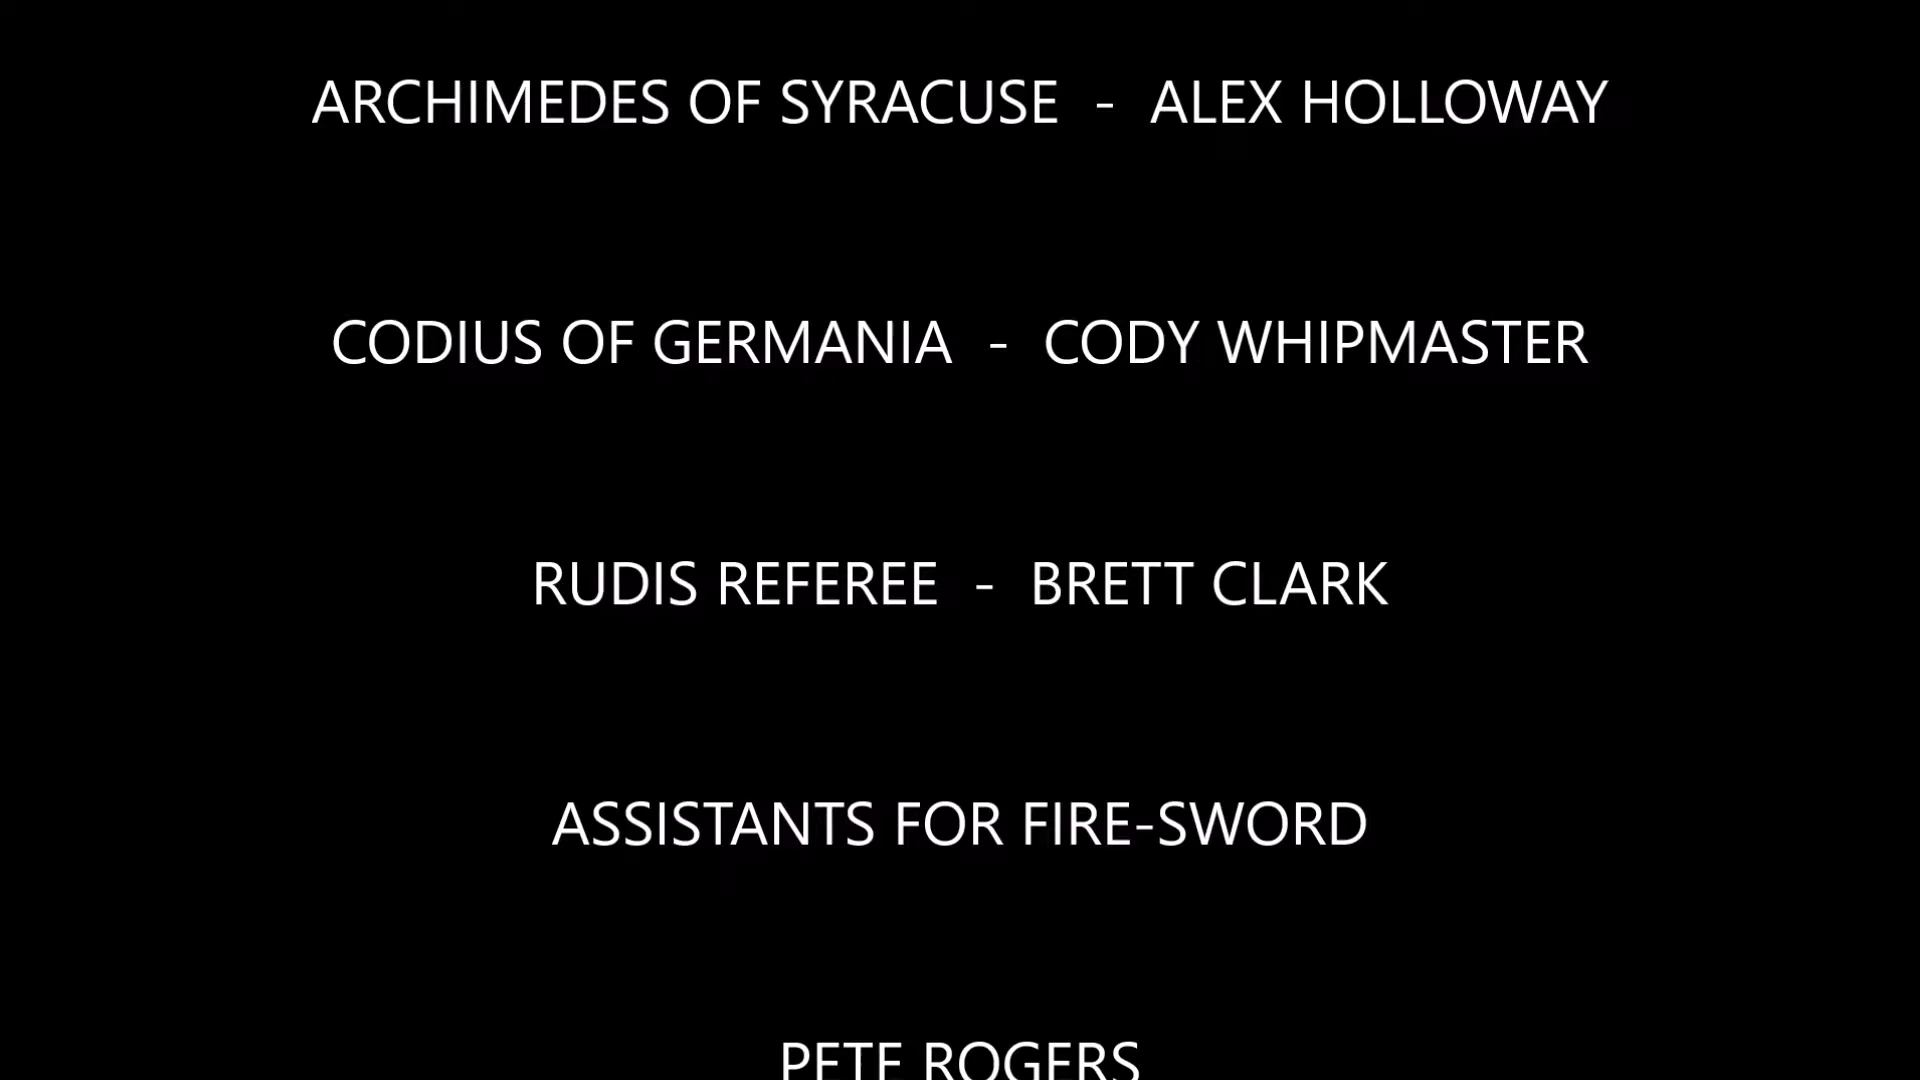 ARCHIMEDES OF SYRACUSE - ALEX HOLLOWAY
CODIUS OF GERMANIA - CODY WHIPMASTER
RUDIS REFEREE - BRETT CLARK
ASSISTANTS FOR FIRE-SWORD
PETE ROGERS